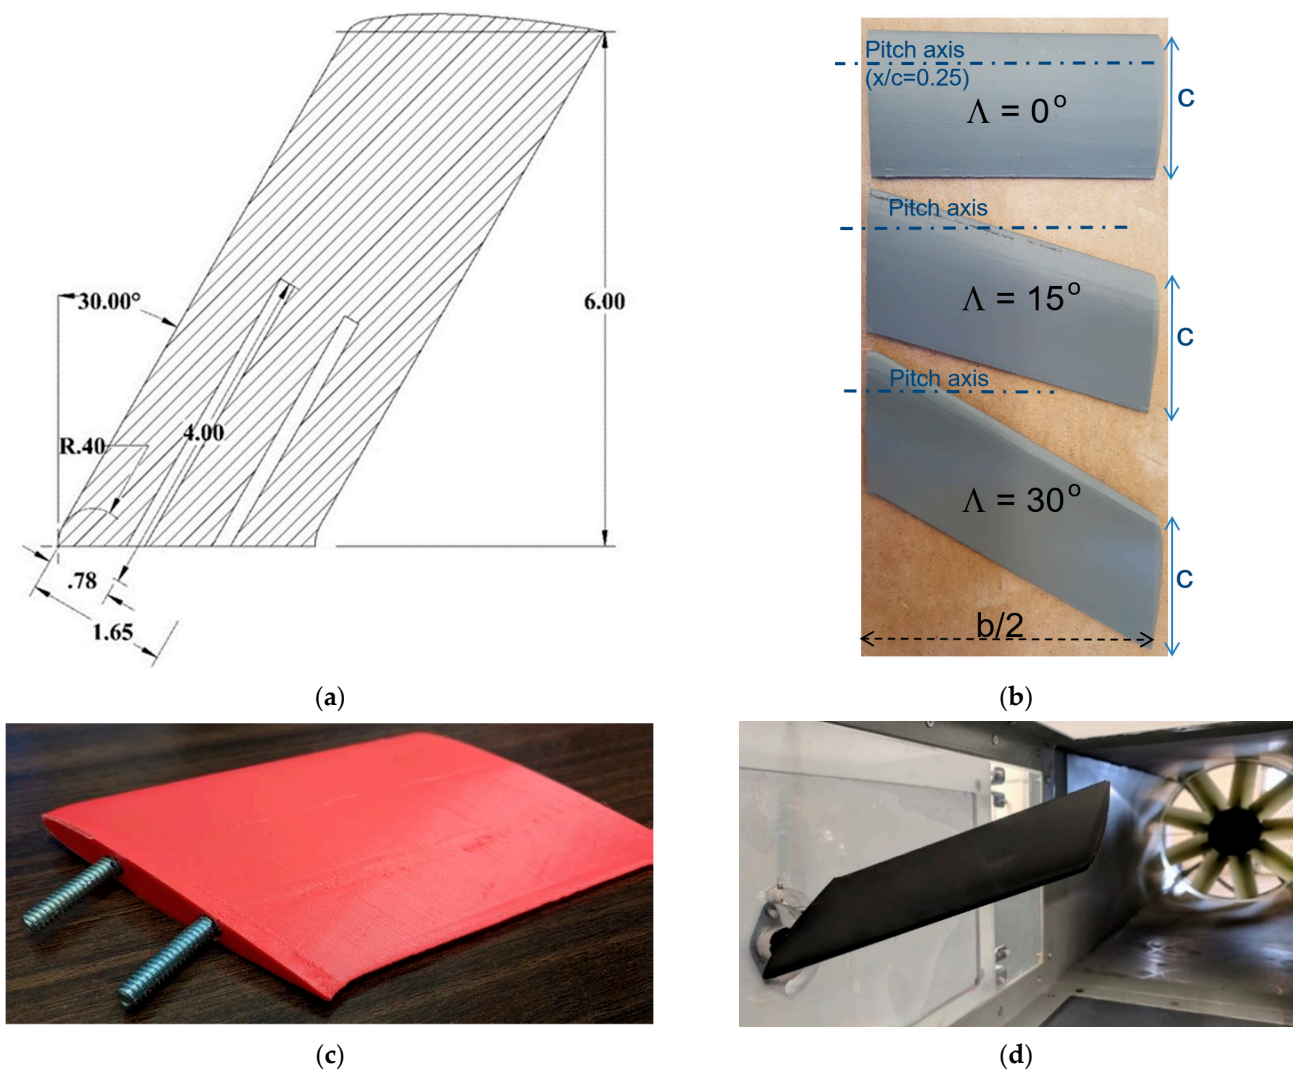 30.00°
6.00
4.00
R.40
.78
1.65
(a)
Pitch axis
(x/c=0.25)
Λ = 0°
c
Pitch axis
Λ = 15°
c
Pitch axis
Λ = 30°
c
b/2
(b)
(c)
(d)